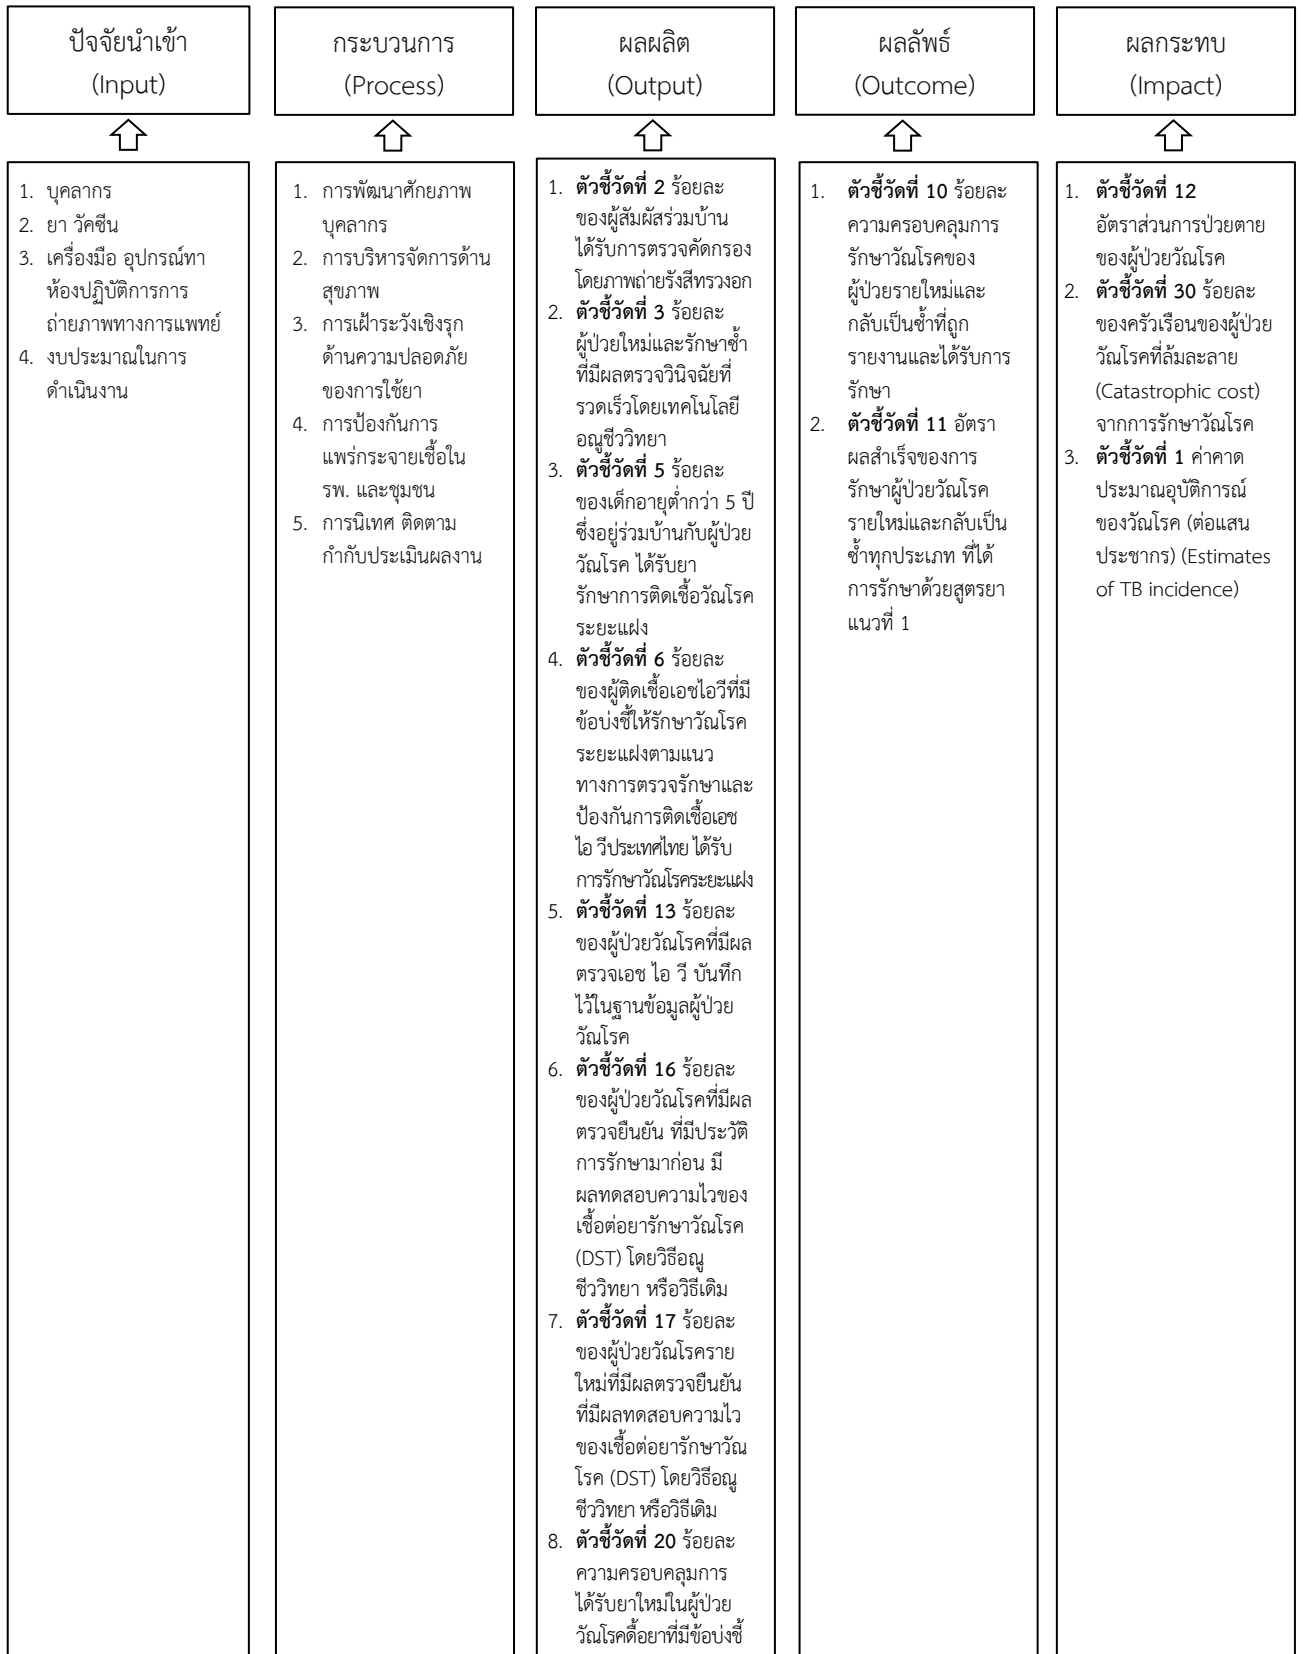 ปัจจัยนำเข้า
(Input)
กระบวนการ
(Process)
ผลผลิต
(Output)
ผลลัพธ์
(Outcome)
ผลกระทบ
(Impact)
1. บุคลากร
2. ยา วัคซีน
3. เครื่องมือ อุปกรณ์ทา
ห้องปฏิบัติการการ
ถ่ายภาพทางการแพทย์
4. งบประมาณในการ
ดำเนินงาน
1. การพัฒนาศักยภาพ
บุคลากร
2. การบริหารจัดการด้าน
สุขภาพ
3. การเฝ้าระวังเชิงรุก
ด้านความปลอดภัย
ของการใช้ยา
4. การป้องกันการ
แพร่กระจายเชื้อใน
รพ. และชุมชน
5. การนิเทศ ติดตาม
กำกับประเมินผลงาน
1. ตัวชี้วัดที่ 2 ร้อยละ
ของผู้สัมผัสร่วมบ้าน
ได้รับการตรวจคัดกรอง
โดยภาพถ่ายรังสีทรวงอก
2. ตัวชี้วัดที่ 3 ร้อยละ
ผู้ป่วยใหม่และรักษาซ้ำ
ที่มีผลตรวจวินิจฉัยที่
รวดเร็วโดยเทคโนโลยี
อณูชีววิทยา
3. ตัวชี้วัดที่ 5 ร้อยละ
ของเด็กอายุต่ำกว่า 5 ปี
ซึ่งอยู่ร่วมบ้านกับผู้ป่วย
วัณโรค ได้รับยา
รักษาการติดเชื้อวัณโรค
ระยะแฝง
4. ตัวชี้วัดที่ 6 ร้อยละ
ของผู้ติดเชื้อเอชไอวีที่มี
ข้อบ่งชี้ให้รักษาวัณโรค
ระยะแฝงตามแนว
ทางการตรวจรักษาและ
ป้องกันการติดเชื้อเอช
ไอ วีประเทศไทย ได้รับ
การรักษาวัณโรคระยะแฝง
5. ตัวชี้วัดที่ 13 ร้อยละ
ของผู้ป่วยวัณโรคที่มีผล
ตรวจเอช ไอ วี บันทึก
ไว้ในฐานข้อมูลผู้ป่วย
วัณโรค
6. ตัวชี้วัดที่ 16 ร้อยละ
ของผู้ป่วยวัณโรคที่มีผล
ตรวจยืนยัน ที่มีประวัติ
การรักษามาก่อน มี
ผลทดสอบความไวของ
เชื้อต่อยารักษาวัณโรค
(DST) โดยวิธีอณู
ชีววิทยา หรือวิธีเดิม
7. ตัวชี้วัดที่ 17 ร้อยละ
ของผู้ป่วยวัณโรคราย
ใหม่ที่มีผลตรวจยืนยัน
ที่มีผลทดสอบความไว
ของเชื้อต่อยารักษาวัณ
โรค (DST) โดยวิธีอณู
ชีววิทยา หรือวิธีเดิม
8. ตัวชี้วัดที่ 20 ร้อยละ
ความครอบคลุมการ
ได้รับยาใหม่ในผู้ป่วย
วัณโรคดื้อยาที่มีข้อบ่งชี้
1. ตัวชี้วัดที่ 10 ร้อยละ
ความครอบคลุมการ
รักษาวัณโรคของ
ผู้ป่วยรายใหม่และ
กลับเป็นซ้ำที่ถูก
รายงานและได้รับการ
รักษา
2. ตัวชี้วัดที่ 11 อัตรา
ผลสำเร็จของการ
รักษาผู้ป่วยวัณโรค
รายใหม่และกลับเป็น
ซ้ำทุกประเภท ที่ได้
การรักษาด้วยสูตรยา
แนวที่ 1
1. ตัวชี้วัดที่ 12
อัตราส่วนการป่วยตาย
ของผู้ป่วยวัณโรค
2. ตัวชี้วัดที่ 30 ร้อยละ
ของครัวเรือนของผู้ป่วย
วัณโรคที่ล้มละลาย
(Catastrophic cost)
จากการรักษาวัณโรค
3. ตัวชี้วัดที่ 1 ค่าคาด
ประมาณอุบัติการณ์
ของวัณโรค (ต่อแสน
ประชากร) (Estimates
of TB incidence)